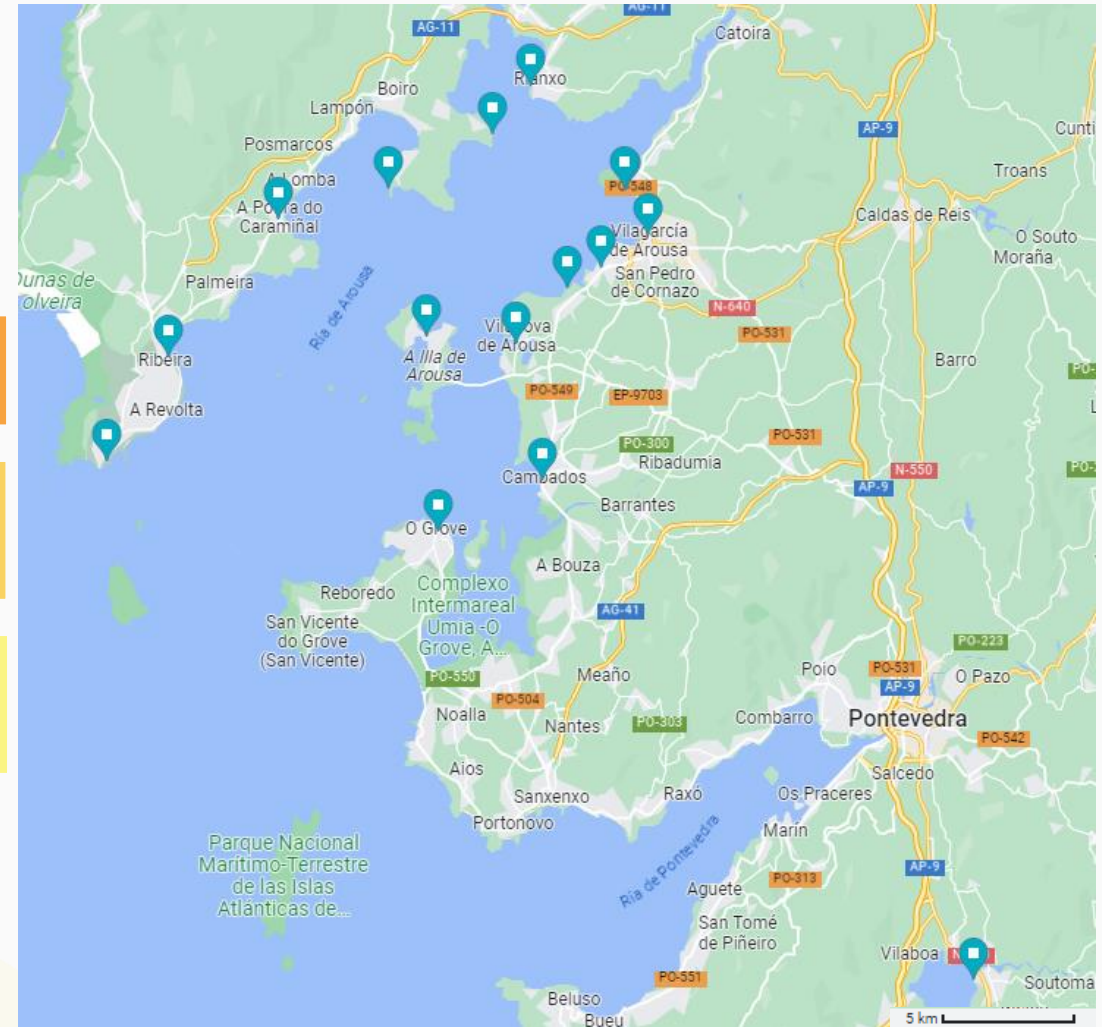 AG-11
AG-11
Catoira
Rianxo
Boiro
Lampón
AP-9
Cunti
Posmarcos
Troans
A Lomba
PO-548
A Pobra do
Caramiñal
Caldas de Reis
Vilagarcía
de Arousa
O Souto
Moraña
San Pedro
de Cornazo
Dunas de
olveira
Palmeira
Ría de Arousa
N-640
Vilanova
de Arousa
PO-531
A Illa de
Arousa
Ribeira
Barro
PO-
PO-549
EP-9703
A Revolta
PO-531
PO-300
Ribadumia
N-550
PO-
Cambados
AP-9
Barrantes
O Grove
A Bouza
Complexo
Intermareal
Umia -O
Grove, A...
Reboredo
AG-41
San Vicente
do Grove
(San Vicente)
PO-223
Poio
PO-531
O Pazo
PO-550
Meaño
AP-9
PO-504
Noalla
Nantes
PO-303
Combarro
Pontevedra
PO-542
Aios
Salcedo
Sanxenxo
Raxó
Os Praceres
Portonovo
Marín
Parque Nacional
Marítimo-Terrestre
de las Islas
Atlánticas de...
Ría de Pontevedra
AP-9
PO-313
Aguete
San Tomé
de Piñeiro
Vilaboa
PO-551
Soutoma
Beluso
Bueu
5 km